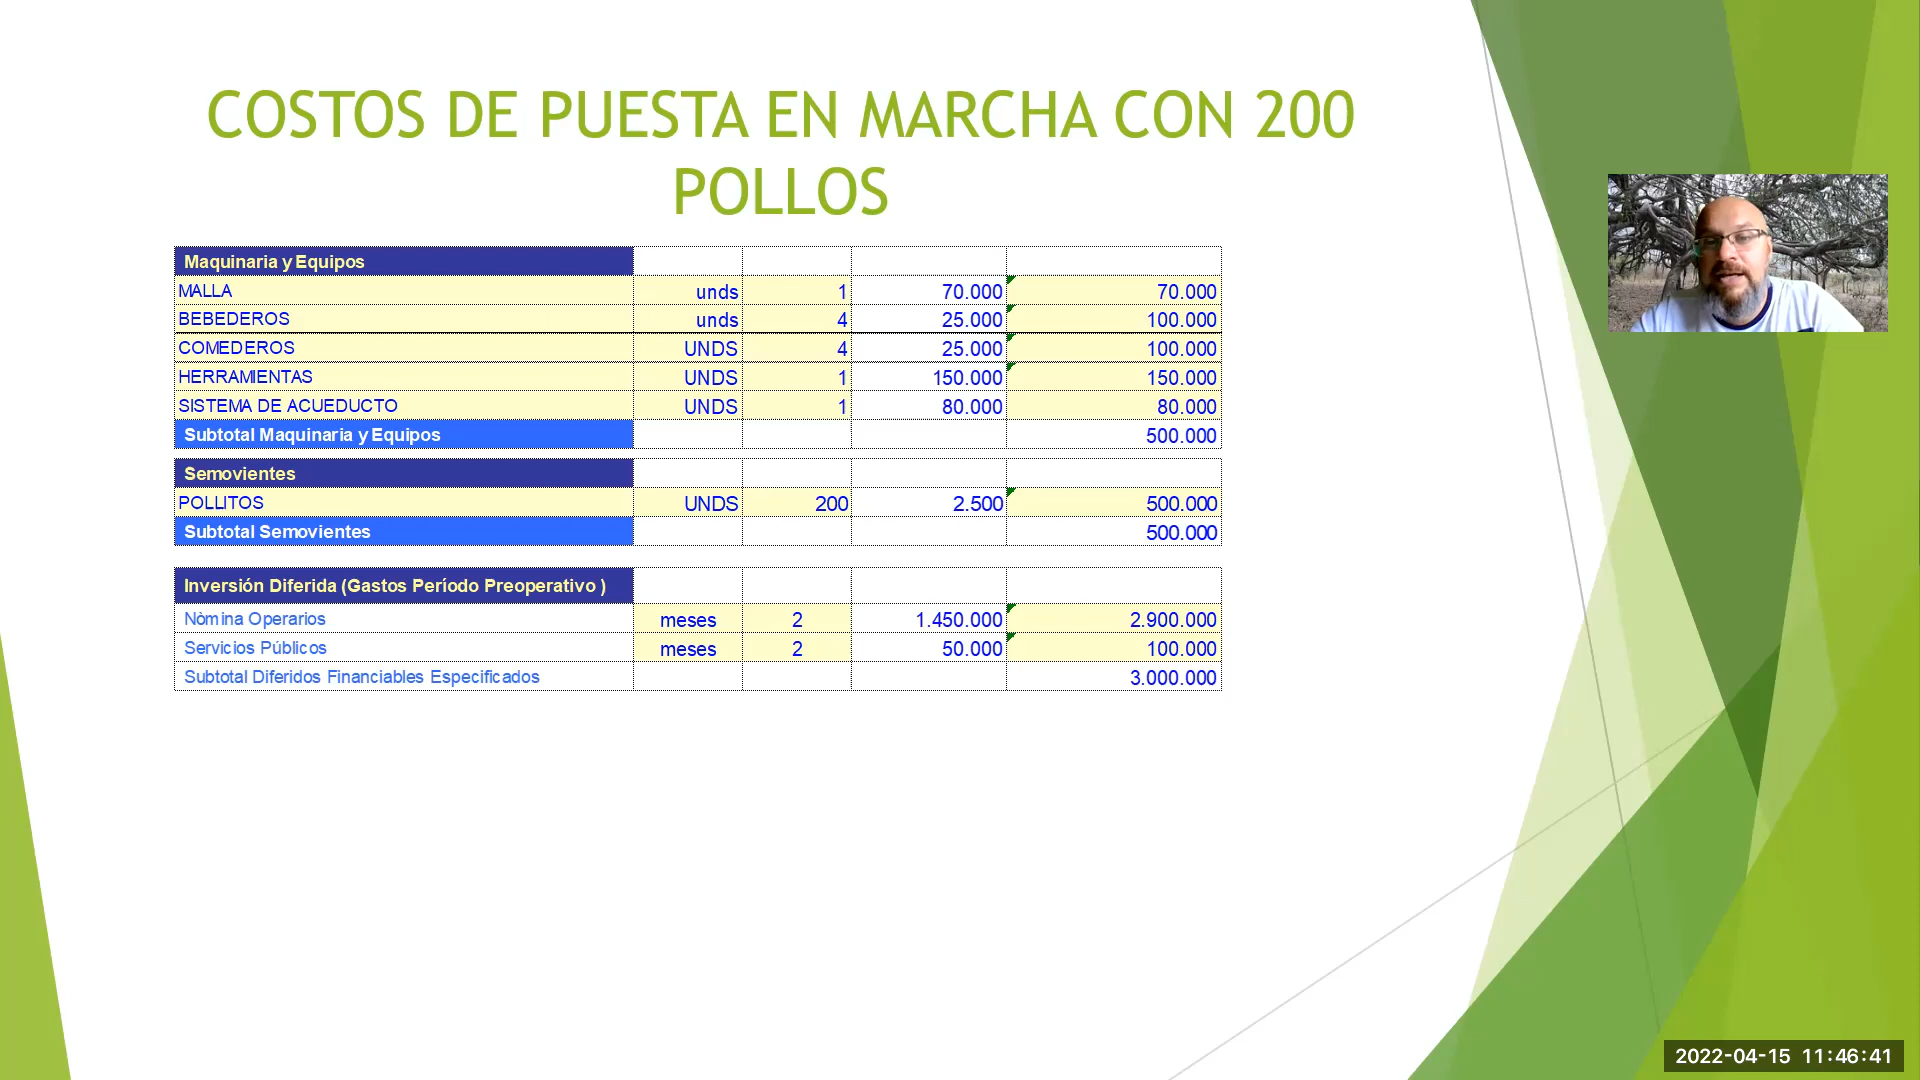 COSTOS DE PUESTA EN MARCHA CON 200
POLLOS
Maquinaria y Equipos
MALLA unds 1 70.000 70.000
BEBEDEROS unds 4 25.000 100.000
COMEDEROS UNDS 4 25.000 100.000
HERRAMIENTAS UNDS 1 150.000 150.000
SISTEMA DE ACUEDUCTO UNDS 1 80.000 80.000
Subtotal Maquinaria y Equipos 500.000
Semovientes
POLLITOS UNDS 200 2.500 500.000
Subtotal Semovientes 500.000
Inversión Diferida (Gastos Período Preoperativo )
Nòmina Operarios meses 2 1.450.000 2.900.000
Servicios Públicos meses 2 50.000 100.000
Subtotal Diferidos Financiables Especificados 3.000.000
2022-04-15 11:46:41